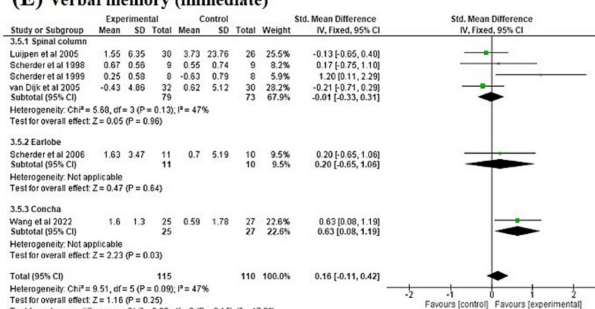 (E) Verbal memory (immediate)
Experimental Control Std. Mean Difference Std. Mean Difference
Study or Subgroup Mean SD Total Mean SD Total Weight IV, Fixed, 95% CI IV, Fixed, 95% CI
3.5.1 Spinal column
Luijpen et al 2005 1.55 6.35 30 3.73 23.76 26 25.5% -0.13 [-0.65, 0.40]
Scherder et al 1998 0.67 0.56 9 0.55 0.74 9 8.2% 0.17 [-0.75, 1.10]
Scherder et al 1999 0.25 0.58 8 -0.63 0.79 8 5.8% 1.20 [0.11, 2.29]
van Dijk et al 2005 -0.43 4.86 32 0.62 5.12 30 28.2% -0.21 [-0.71, 0.29]
Subtotal (95% CI) 79 73 67.9% -0.01 [-0.33, 0.31]
Heterogeneity: Chi² = 5.68, df = 3 (P = 0.13); I² = 47%
Test for overall effect: Z = 0.05 (P = 0.96)
3.5.2 Earlobe
Scherder et al 2006 1.63 3.47 11 0.7 5.19 10 9.5% 0.20 [-0.65, 1.06]
Subtotal (95% CI) 11 10 9.5% 0.20 [-0.65, 1.06]
Heterogeneity: Not applicable
Test for overall effect: Z = 0.47 (P = 0.64)
3.5.3 Concha
Wang et al 2022 1.6 1.3 25 0.59 1.78 27 22.6% 0.63 [0.08, 1.19]
Subtotal (95% CI) 25 27 22.6% 0.63 [0.08, 1.19]
Heterogeneity: Not applicable
Test for overall effect: Z = 2.23 (P = 0.03)
Total (95% CI) 115 110 100.0% 0.16 [-0.11, 0.42]
Heterogeneity: Chi² = 9.51, df = 5 (P = 0.09); I² = 47%
Test for overall effect: Z = 1.16 (P = 0.25)
-2 -1 0 1 2
Favours [control] Favours [experimental]